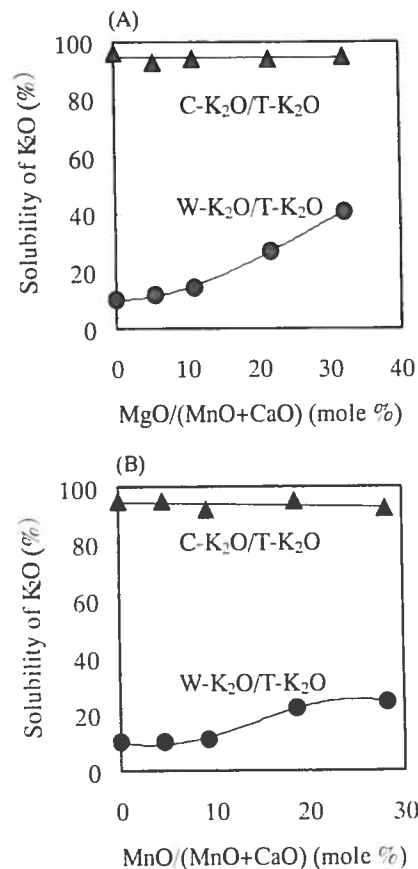 (A)
100
80
60
40
20
0
Solubility of K₂O (%)
C-K₂O/T-K₂O
W-K₂O/T-K₂O
0 10 20 30 40
MgO/(MnO+CaO) (mole %)
(B)
100
80
60
40
20
0
Solubility of K₂O (%)
C-K₂O/T-K₂O
W-K₂O/T-K₂O
0 10 20 30
MnO/(MnO+CaO) (mole %)